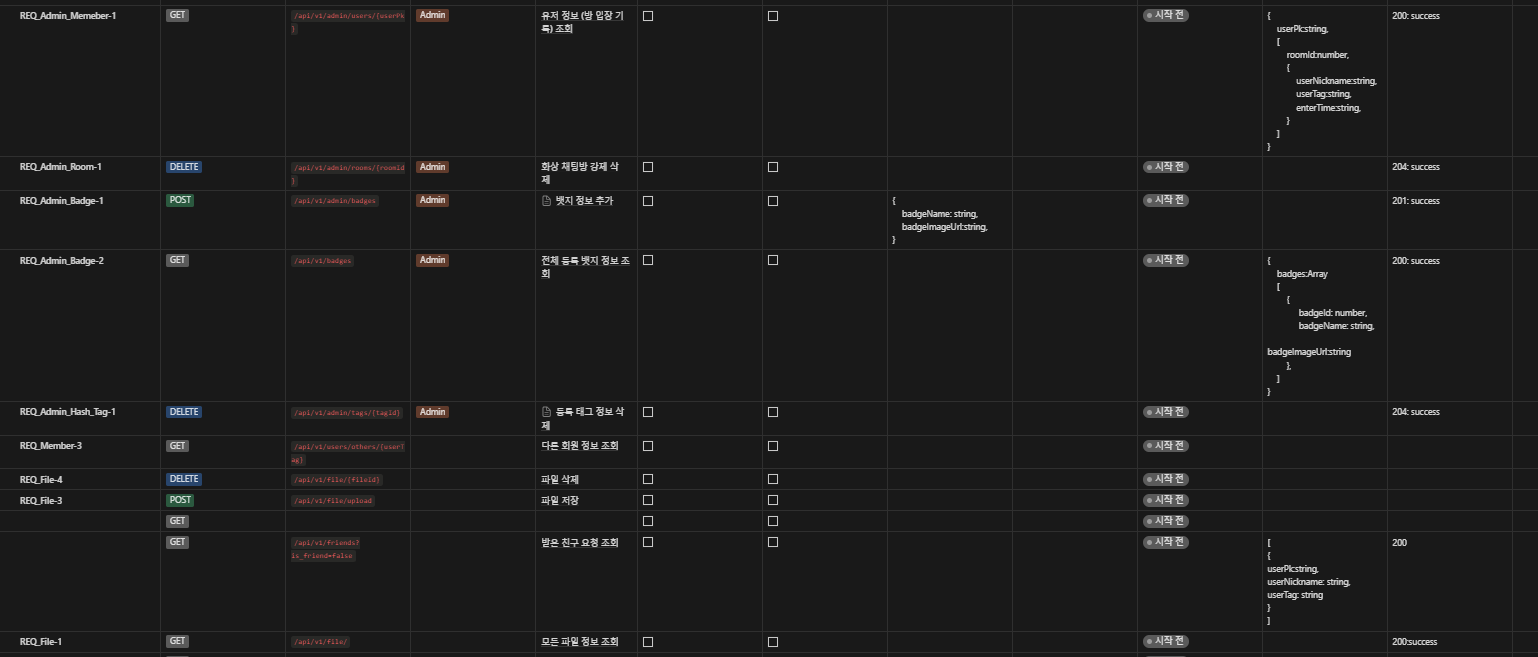 REQ_Admin_Memeber-1
GET
/api/v1/admin/users/{userPk
}
Admin
유저 정보 (방 입장 기
록) 조회
시작 전
{
userPk:string,
[
roomId:number,
{
userNickname:string,
userTag:string,
enterTime:string,
}
]
}
200: success
REQ_Admin_Room-1
DELETE
/api/v1/admin/rooms/{roomid
}
Admin
화상 채팅방 강제 삭
제
시작 전
204: success
REQ_Admin_Badge-1
POST
/api/v1/admin/badges
Admin
뱃지 정보 추가
{
badgeName: string,
badgeImageUrl:string,
}
시작 전
201: success
REQ_Admin_Badge-2
GET
/api/v1/badges
Admin
전체 등록 뱃지 정보 조
회
시작 전
{
badges:Array
[
{
badgeId: number,
badgeName: string,
badgeImageUrl:string
},
]
}
200: success
REQ_Admin_Hash_Tag-1
DELETE
/api/v1/admin/tags/{tagid}
Admin
등록 태그 정보 삭
제
시작 전
204: success
REQ_Member-3
GET
/api/v1/users/others/{userT
ag}
다른 회원 정보 조회
시작 전
REQ_File-4
DELETE
/api/v1/file/{fileid}
파일 삭제
시작 전
REQ_File-3
POST
/api/v1/file/upload
파일 저장
시작 전
GET
시작 전
GET
/api/v1/friends?
is_friend=false
받은 친구 요청 조회
시작 전
[
{
userPk:string,
userNickname: string,
userTag: string
}
]
200
REQ_File-1
GET
/api/v1/file/
모든 파일 정보 조회
시작 전
200:success